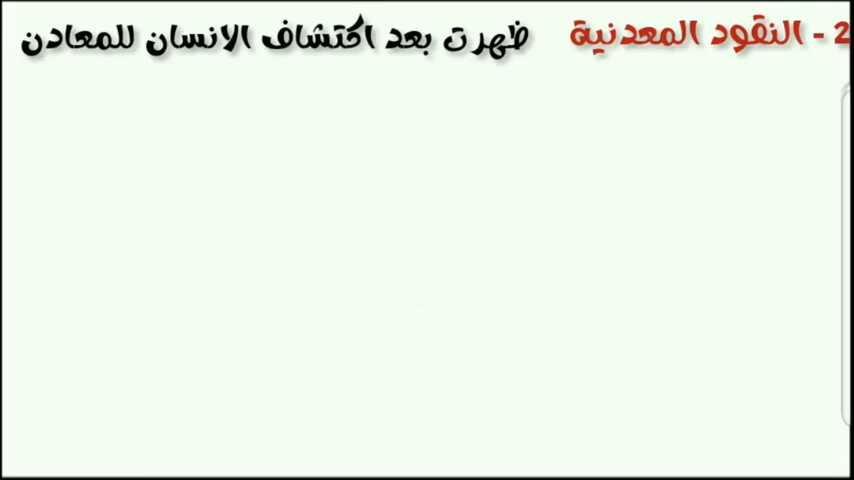 2 - النقود المعدنية ظهرت بعد اكتشاف الانسان للمعادن